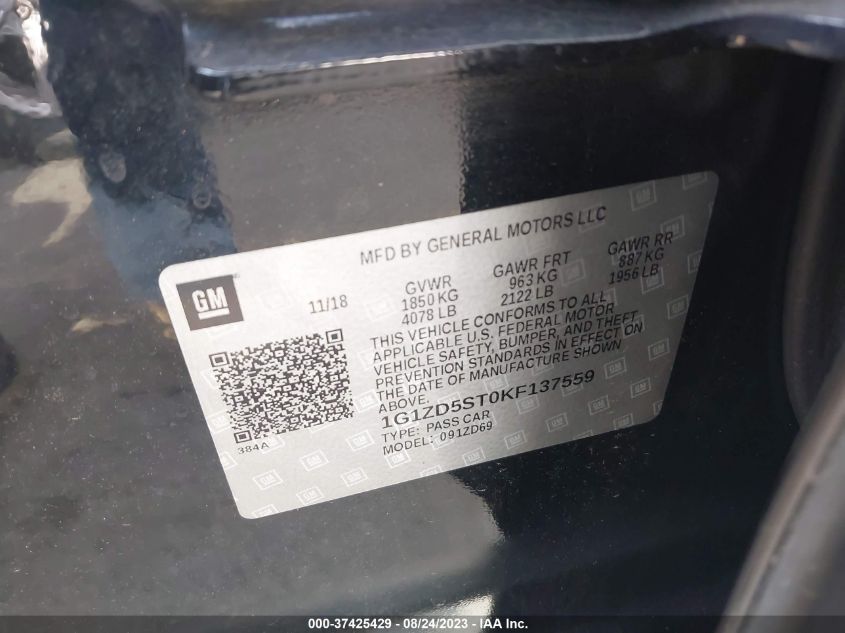 MFD BY GENERAL MOTORS LLC
GM
11/18
GVWR
1850 KG
4078 LB
GAWR FRT
963 KG
2122 LB
GAWR RR
887 KG
1956 LB
THIS VEHICLE CONFORMS TO ALL
APPLICABLE U.S. FEDERAL MOTOR
VEHICLE SAFETY, BUMPER, AND THEFT
PREVENTION STANDARDS IN EFFECT ON
THE DATE OF MANUFACTURE SHOWN
ABOVE.
1G1ZD5ST0KF137559
TYPE: PASS CAR
MODEL: 091ZD69
384A
000-37425429 - 08/24/2023 - IAA Inc.